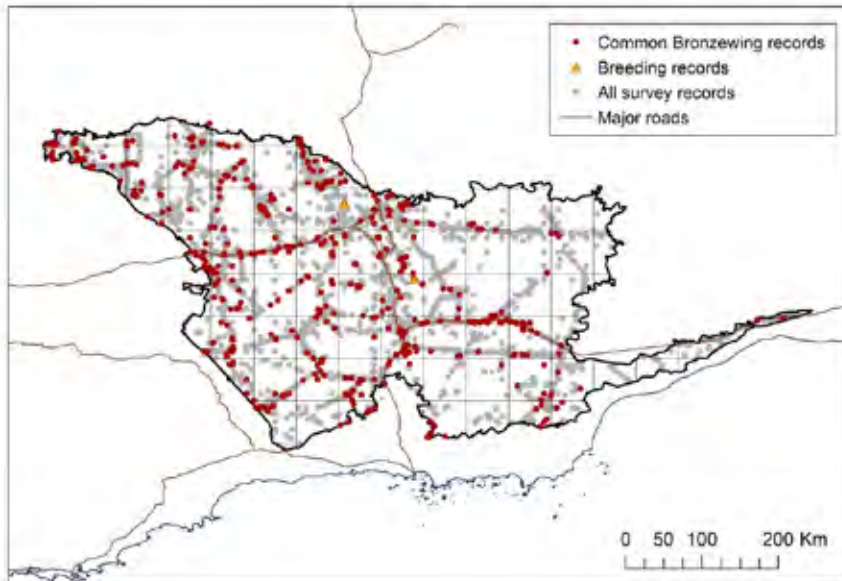 Common Bronzewing records
Breeding records
All survey records
Major roads
0 50 100 200 Km